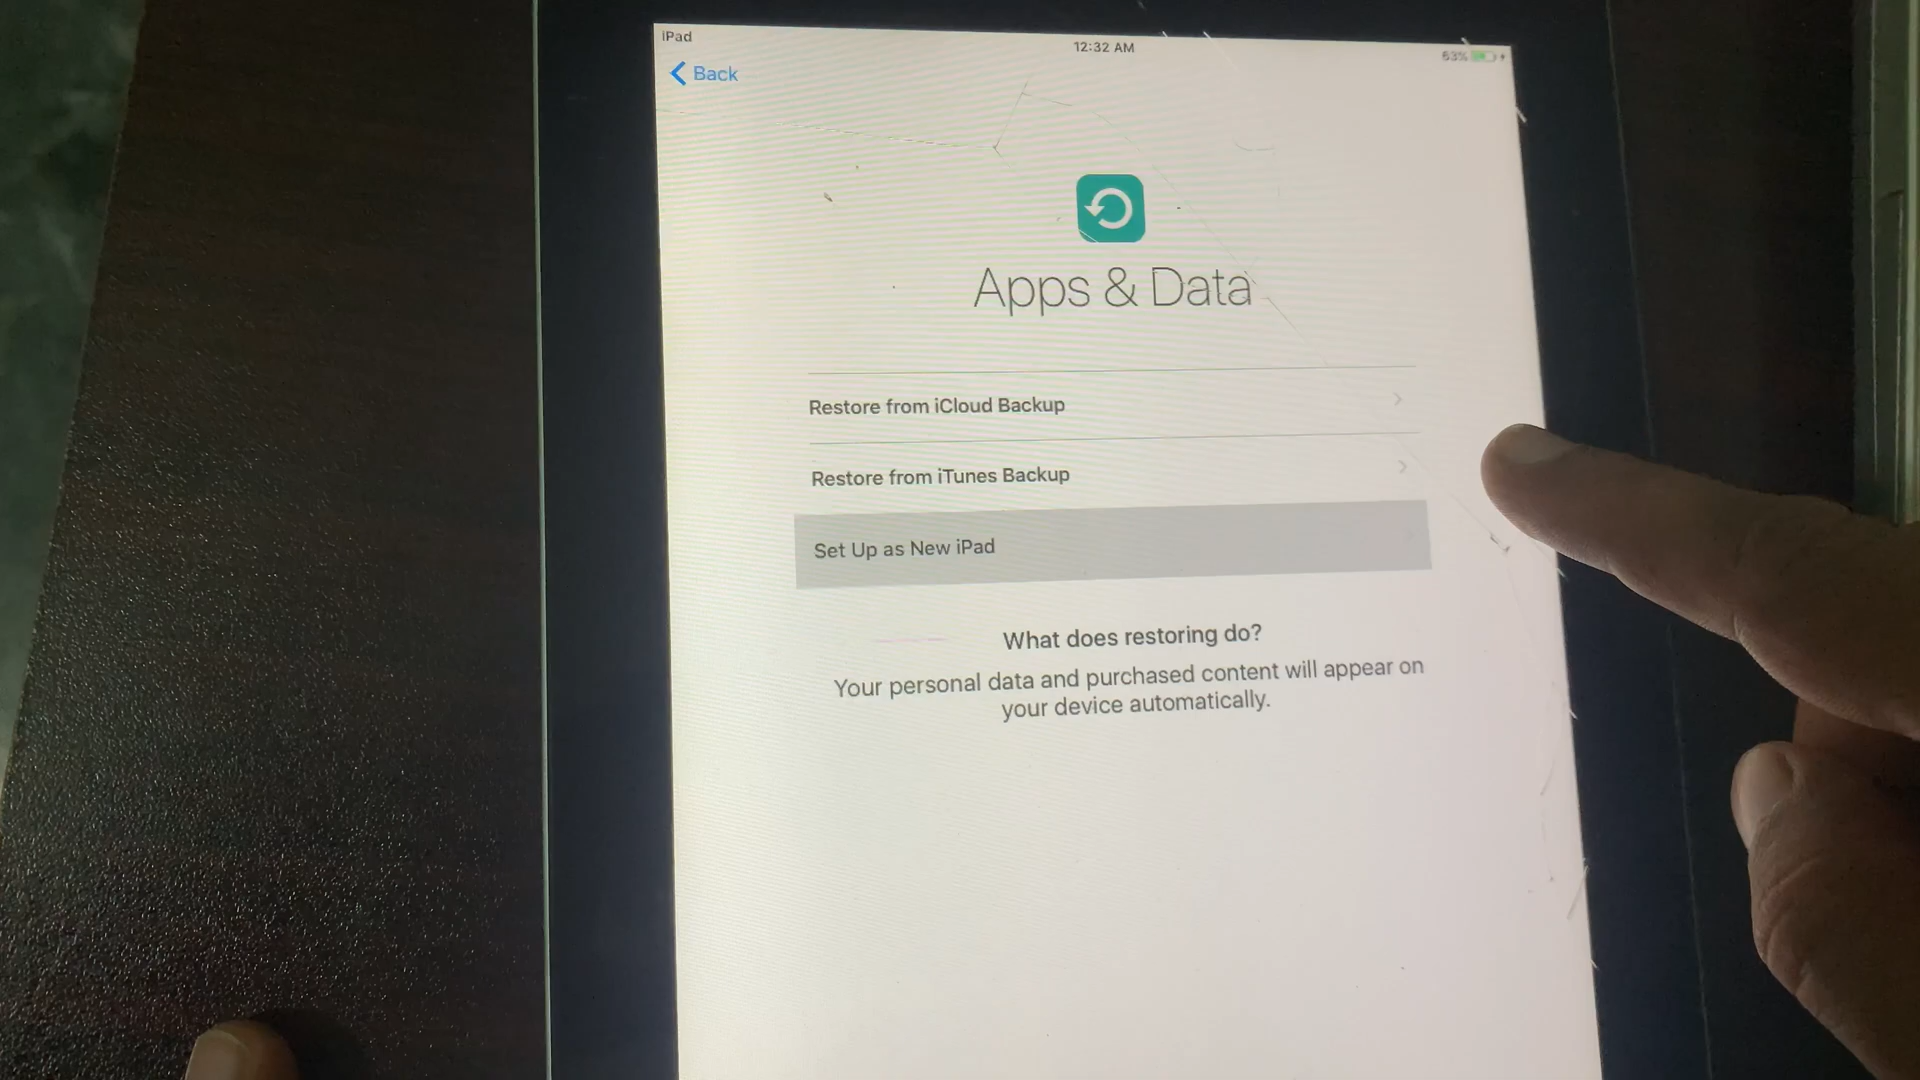 iPad
12:32 AM
63%
Back
Apps & Data
Restore from iCloud Backup
Restore from iTunes Backup
Set Up as New iPad
What does restoring do?
Your personal data and purchased content will appear on
your device automatically.